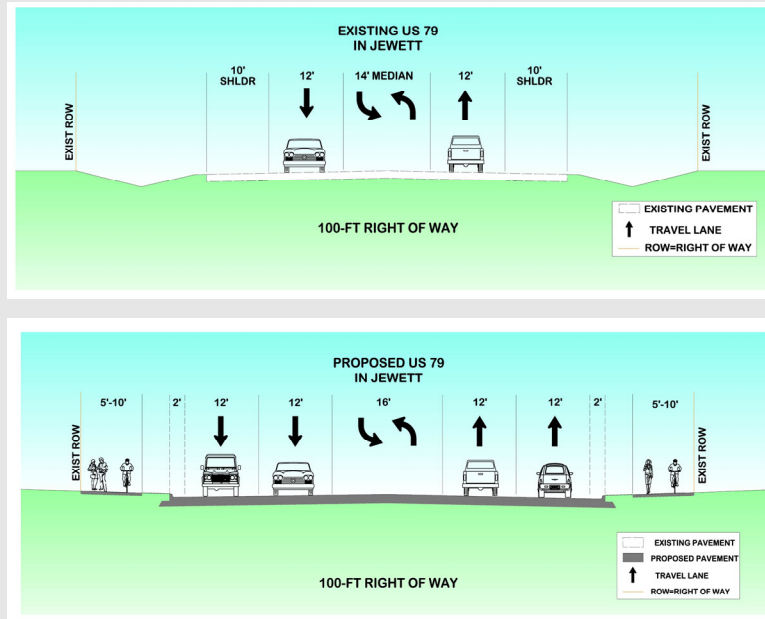 EXISTING US 79
IN JEWETT
10'
SHLDR
12'
14' MEDIAN
12'
10'
SHLDR
EXIST ROW
EXIST ROW
100-FT RIGHT OF WAY
EXISTING PAVEMENT
TRAVEL LANE
ROW=RIGHT OF WAY
PROPOSED US 79
IN JEWETT
5'-10'
2'
12'
12'
16'
12'
12'
2'
5'-10'
EXIST ROW
EXIST ROW
100-FT RIGHT OF WAY
EXISTING PAVEMENT
PROPOSED PAVEMENT
TRAVEL LANE
ROW=RIGHT OF WAY